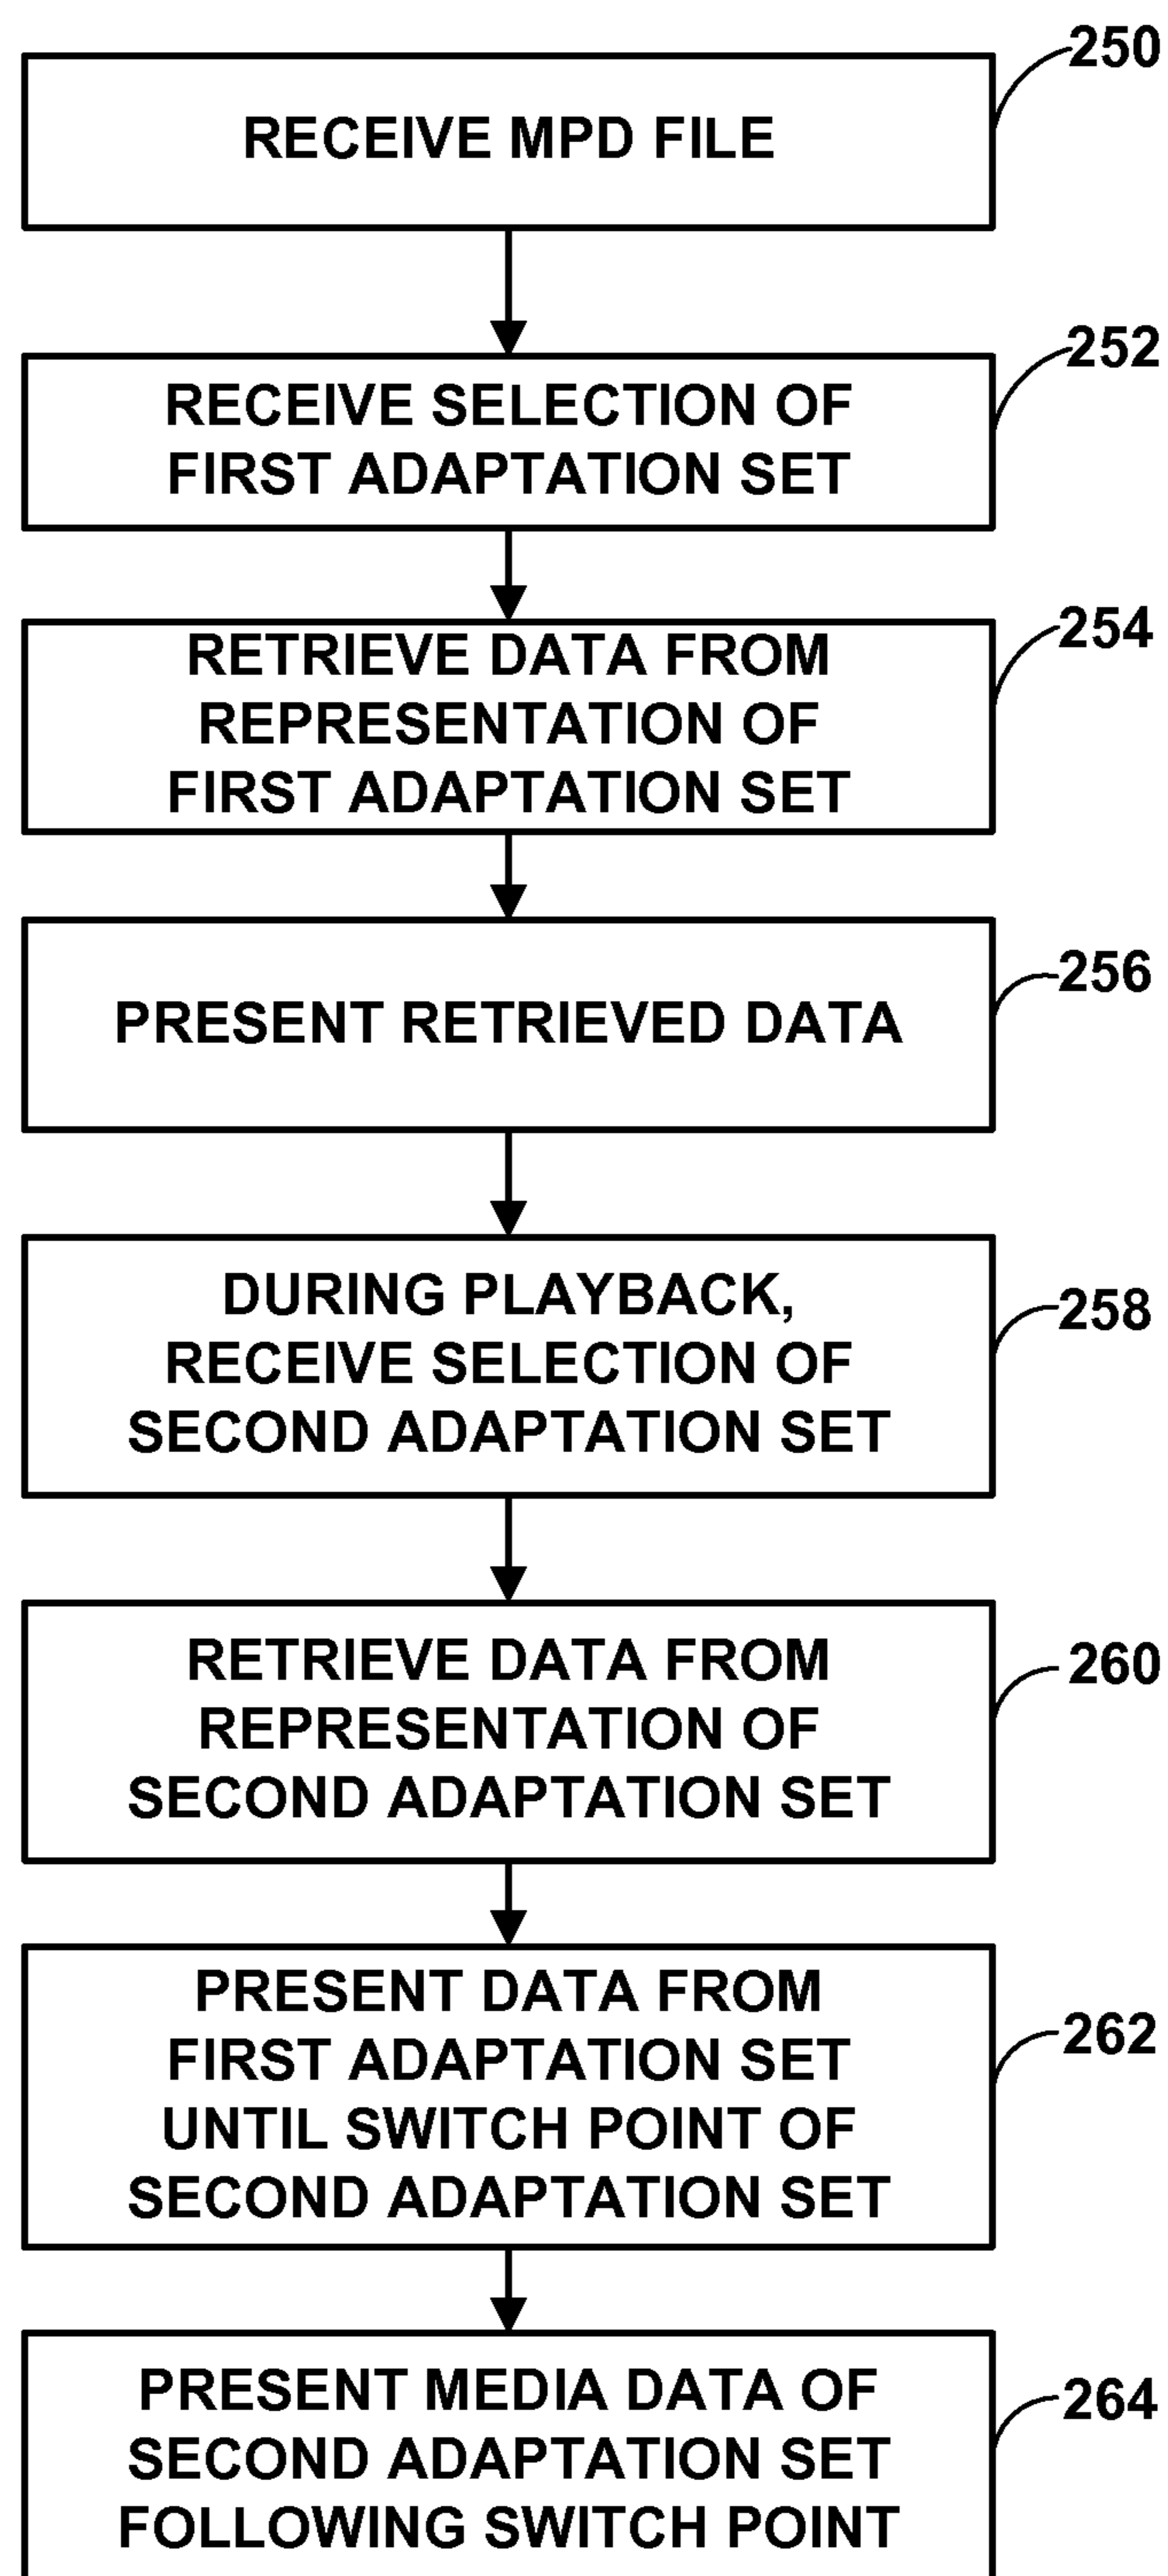 250
RECEIVE MPD FILE
252
RECEIVE SELECTION OF
FIRST ADAPTATION SET
254
RETRIEVE DATA FROM
REPRESENTATION OF
FIRST ADAPTATION SET
256
PRESENT RETRIEVED DATA
258
DURING PLAYBACK,
RECEIVE SELECTION OF
SECOND ADAPTATION SET
260
RETRIEVE DATA FROM
REPRESENTATION OF
SECOND ADAPTATION SET
262
PRESENT DATA FROM
FIRST ADAPTATION SET
UNTIL SWITCH POINT OF
SECOND ADAPTATION SET
264
PRESENT MEDIA DATA OF
SECOND ADAPTATION SET
FOLLOWING SWITCH POINT